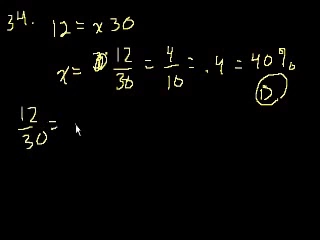 34. 12 = x 30
x = 12/30 = 4/10 = .4 = 40%
D
12/30 =